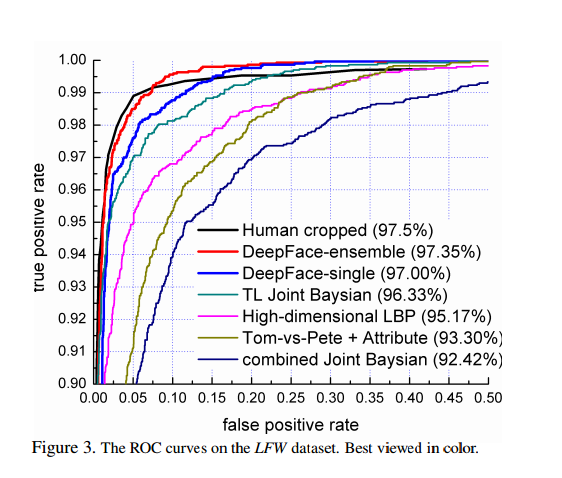 1.00
0.99
0.98
0.97
0.96
0.95
0.94
0.93
0.92
0.91
0.90
true positive rate
Human cropped (97.5%)
DeepFace-ensemble (97.35%)
DeepFace-single (97.00%)
TL Joint Baysian (96.33%)
High-dimensional LBP (95.17%)
Tom-vs-Pete + Attribute (93.30%)
combined Joint Baysian (92.42%)
0.00 0.05 0.10 0.15 0.20 0.25 0.30 0.35 0.40 0.45 0.50
false positive rate
Figure 3. The ROC curves on the LFW dataset. Best viewed in color.